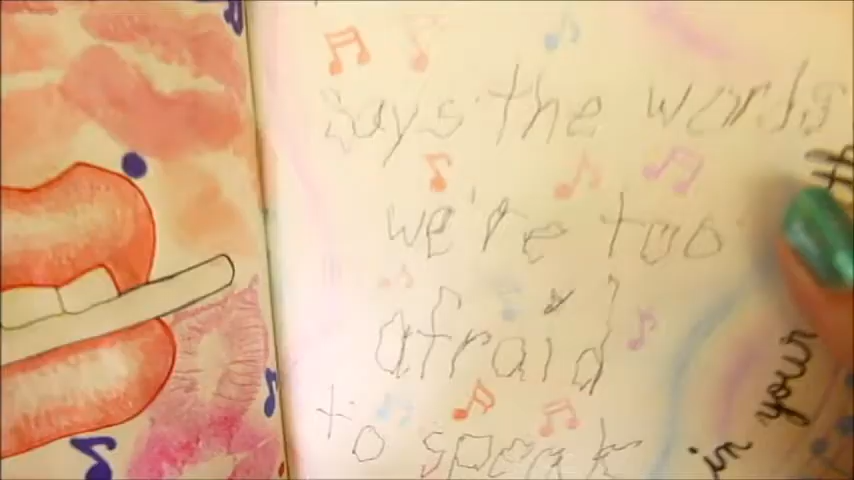 says the words
we're too
afraid
to speak
in your